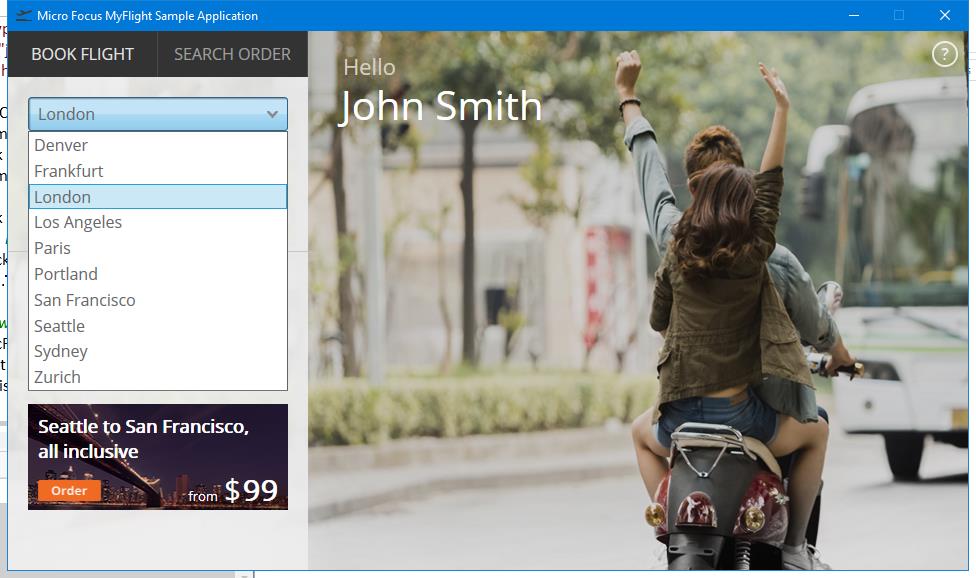 Micro Focus MyFlight Sample Application
BOOK FLIGHT
SEARCH ORDER
London
Denver
Frankfurt
London
Los Angeles
Paris
Portland
San Francisco
Seattle
Sydney
Zurich
Seattle to San Francisco,
all inclusive
Order
from $99
Hello
John Smith
?